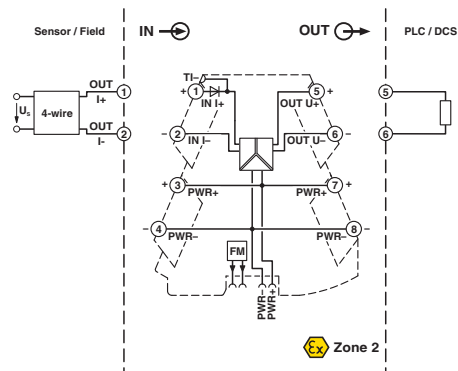 Sensor / Field
IN
OUT
PLC / DCS
TI–
OUT
I+
1
+
1
IN I+
5
+
OUT U+
5
Us
4-wire
OUT
I-
2
–
2
IN I–
OUT U–
6
–
6
+
3
PWR+
PWR+
7
+
–
4
PWR–
PWR–
8
–
FM
PWR–
PWR+
Ex
Zone 2